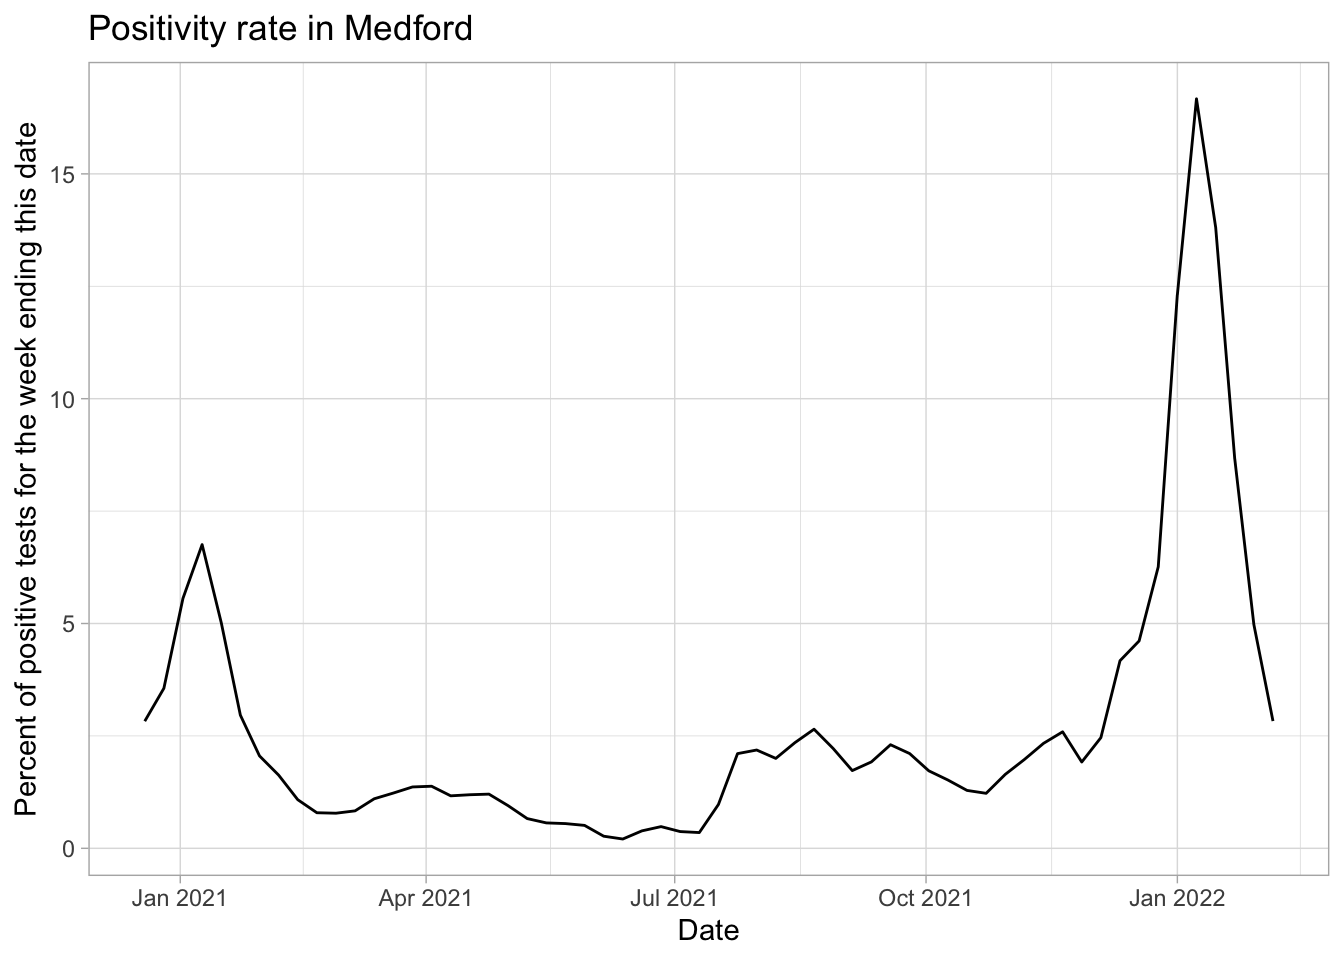 Positivity rate in Medford
Percent of positive tests for the week ending this date
15
10
5
0
Jan 2021
Apr 2021
Jul 2021
Oct 2021
Jan 2022
Date